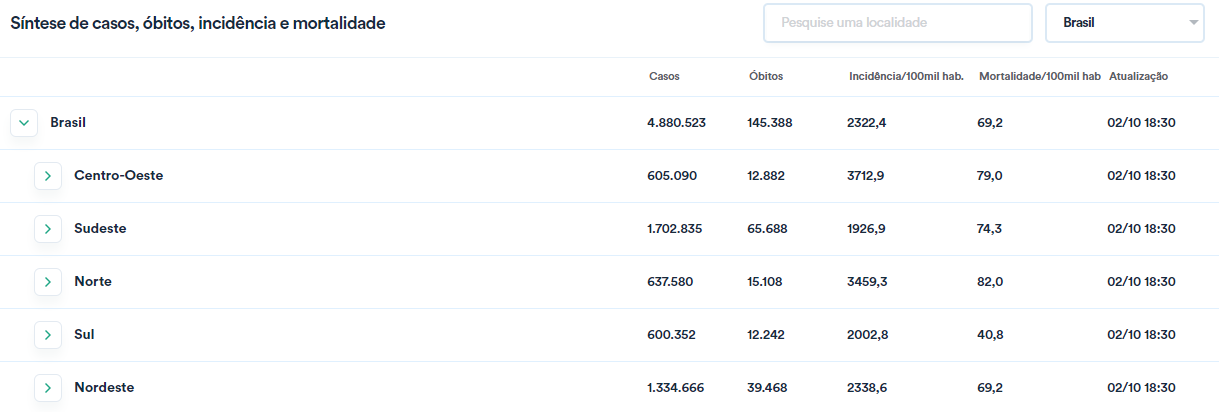 Síntese de casos, óbitos, incidência e mortalidade Pesquise uma localidade Brasil
Casos Óbitos Incidência/100mil hab. Mortalidade/100mil hab Atualização
Brasil 4.880.523 145.388 2322,4 69,2 02/10 18:30
Centro-Oeste 605.090 12.882 3712,9 79,0 02/10 18:30
Sudeste 1.702.835 65.688 1926,9 74,3 02/10 18:30
Norte 637.580 15.108 3459,3 82,0 02/10 18:30
Sul 600.352 12.242 2002,8 40,8 02/10 18:30
Nordeste 1.334.666 39.468 2338,6 69,2 02/10 18:30